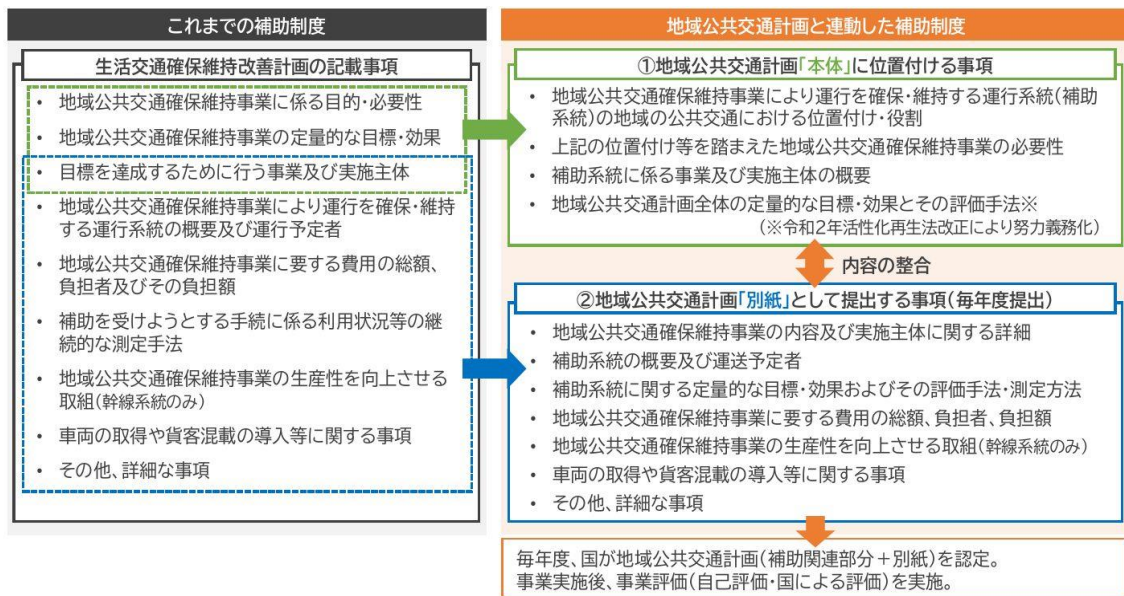 これまでの補助制度
生活交通確保維持改善計画の記載事項
• 地域公共交通確保維持事業に係る目的・必要性
• 地域公共交通確保維持事業の定量的な目標・効果
• 目標を達成するために行う事業及び実施主体
• 地域公共交通確保維持事業により運行を確保・維持
する運行系統の概要及び運行予定者
• 地域公共交通確保維持事業に要する費用の総額、
負担者及びその負担額
• 補助を受けようとする手続に係る利用状況等の継
続的な測定手法
• 地域公共交通確保維持事業の生産性を向上させる
取組(幹線系統のみ)
• 車両の取得や貨客混載の導入等に関する事項
• その他、詳細な事項
地域公共交通計画と連動した補助制度
①地域公共交通計画「本体」に位置付ける事項
• 地域公共交通確保維持事業により運行を確保・維持する運行系統(補助
系統)の地域の公共交通における位置付け・役割
• 上記の位置付け等を踏まえた地域公共交通確保維持事業の必要性
• 補助系統に係る事業及び実施主体の概要
• 地域公共交通計画全体の定量的な目標・効果とその評価手法※
(※令和2年活性化再生法改正により努力義務化)
内容の整合
②地域公共交通計画「別紙」として提出する事項(毎年度提出)
• 地域公共交通確保維持事業の内容及び実施主体に関する詳細
• 補助系統の概要及び運送予定者
• 補助系統に関する定量的な目標・効果およびその評価手法・測定方法
• 地域公共交通確保維持事業に要する費用の総額、負担者、負担額
• 地域公共交通確保維持事業の生産性を向上させる取組(幹線系統のみ)
• 車両の取得や貨客混載の導入等に関する事項
• その他、詳細な事項
毎年度、国が地域公共交通計画(補助関連部分+別紙)を認定。
事業実施後、事業評価(自己評価・国による評価)を実施。